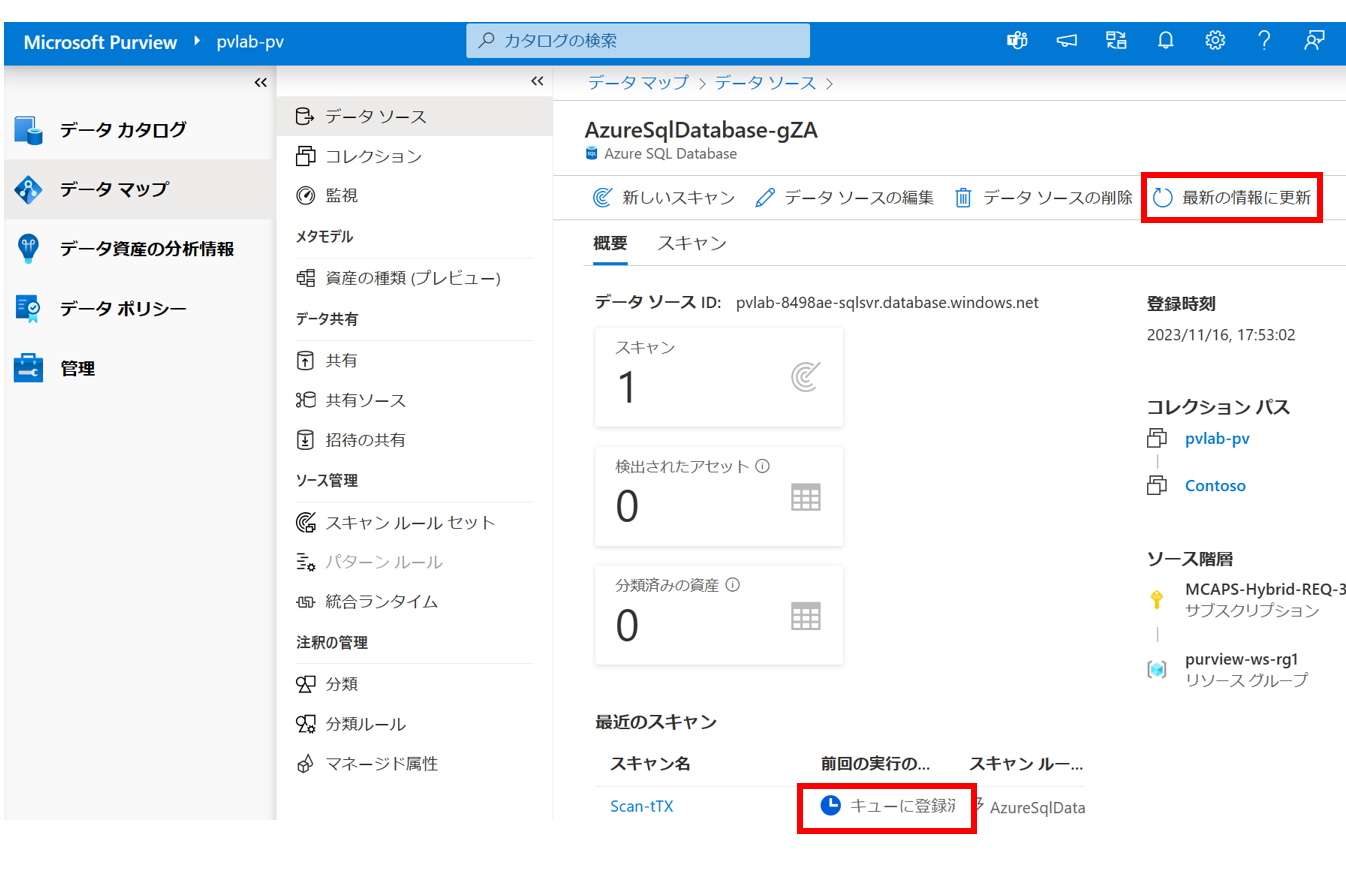 Microsoft Purview pvlab-pv
カタログの検索
データ カタログ
データ マップ
データ資産の分析情報
データ ポリシー
管理
データ ソース
コレクション
監視
メタモデル
資産の種類 (プレビュー)
データ共有
共有
共有ソース
招待の共有
ソース管理
スキャン ルール セット
パターン ルール
統合ランタイム
注釈の管理
分類
分類ルール
マネージド属性
データ マップ > データ ソース >
AzureSqlDatabase-gZA
SQL Azure SQL Database
新しいスキャン データ ソースの編集 データ ソースの削除 最新の情報に更新
概要 スキャン
データ ソース ID: pvlab-8498ae-sqlsvr.database.windows.net
スキャン
1
検出されたアセット
0
分類済みの資産
0
登録時刻
2023/11/16, 17:53:02
コレクション パス
pvlab-pv
Contoso
ソース階層
MCAPS-Hybrid-REQ-3
サブスクリプション
purview-ws-rg1
リソース グループ
最近のスキャン
スキャン名 前回の実行の... スキャン ルー...
Scan-tTX キューに登録済 AzureSqlData